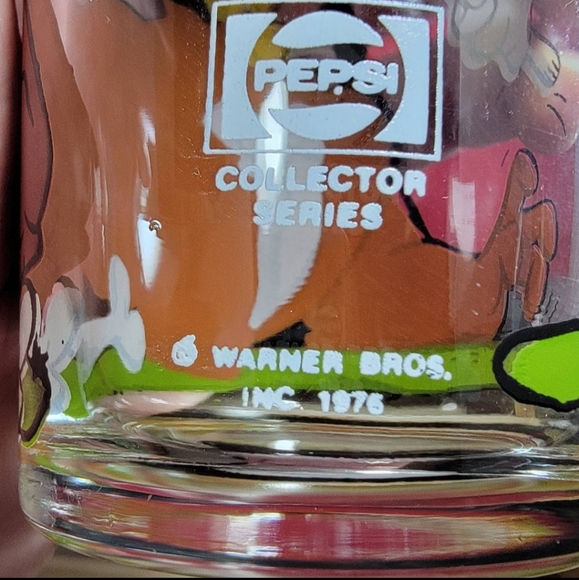 PEPSI
COLLECTOR
SERIES
© WARNER BROS.
INC. 1976